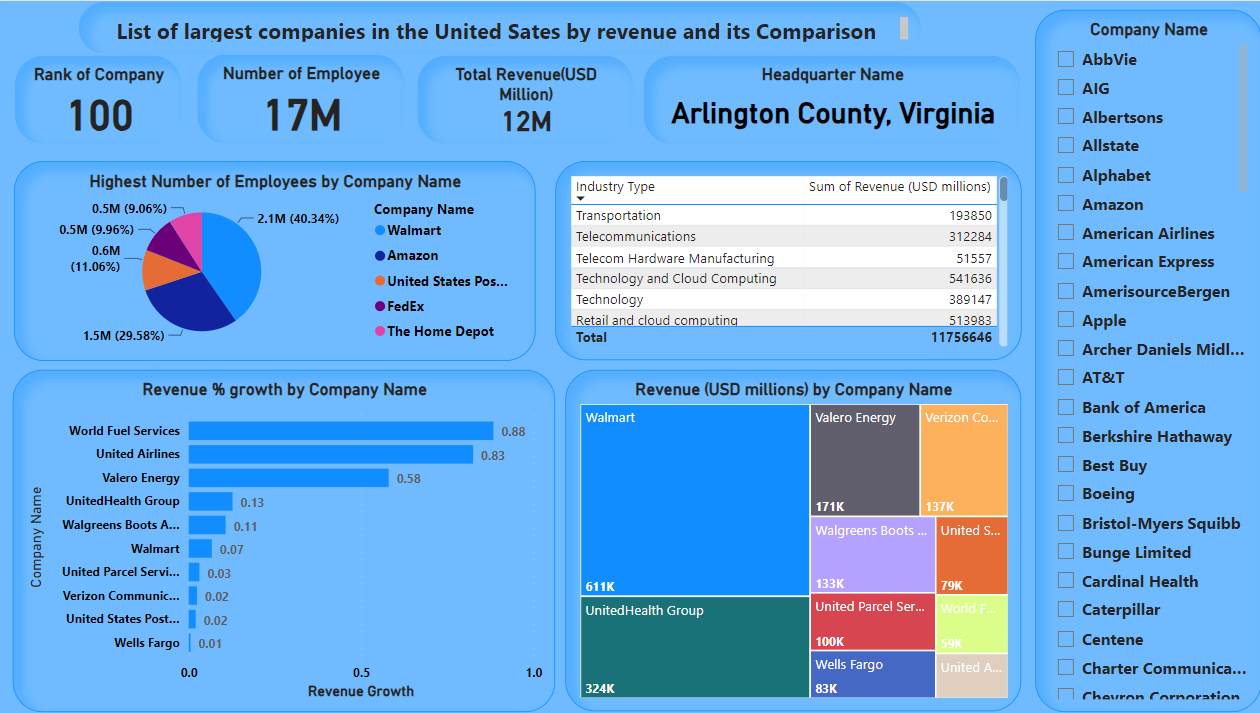 List of largest companies in the United Sates by revenue and its Comparison
Rank of Company
100
Number of Employee
17M
Total Revenue(USD
Million)
12M
Headquarter Name
Arlington County, Virginia
Highest Number of Employees by Company Name
0.5M (9.06%)
0.5M (9.96%)
0.6M
(11.06%)
1.5M (29.58%)
2.1M (40.34%)
Company Name
Walmart
Amazon
United States Pos...
FedEx
The Home Depot
Industry Type Sum of Revenue (USD millions)
Transportation 193850
Telecommunications 312284
Telecom Hardware Manufacturing 51557
Technology and Cloud Computing 541636
Technology 389147
Retail and cloud computing 513983
Total 11756646
Revenue % growth by Company Name
Company Name
World Fuel Services 0.88
United Airlines 0.83
Valero Energy 0.58
UnitedHealth Group 0.13
Walgreens Boots A... 0.11
Walmart 0.07
United Parcel Servi... 0.03
Verizon Communic... 0.02
United States Post... 0.02
Wells Fargo 0.01
0.0 0.5 1.0
Revenue Growth
Revenue (USD millions) by Company Name
Walmart
611K
UnitedHealth Group
324K
Valero Energy
171K
Verizon Co...
137K
Walgreens Boots ...
133K
United S...
79K
United Parcel Ser...
100K
World F...
59K
Wells Fargo
83K
United A...
Company Name
AbbVie
AIG
Albertsons
Allstate
Alphabet
Amazon
American Airlines
American Express
AmerisourceBergen
Apple
Archer Daniels Midl...
AT&T
Bank of America
Berkshire Hathaway
Best Buy
Boeing
Bristol-Myers Squibb
Bunge Limited
Cardinal Health
Caterpillar
Centene
Charter Communica...
Chevron Corporation